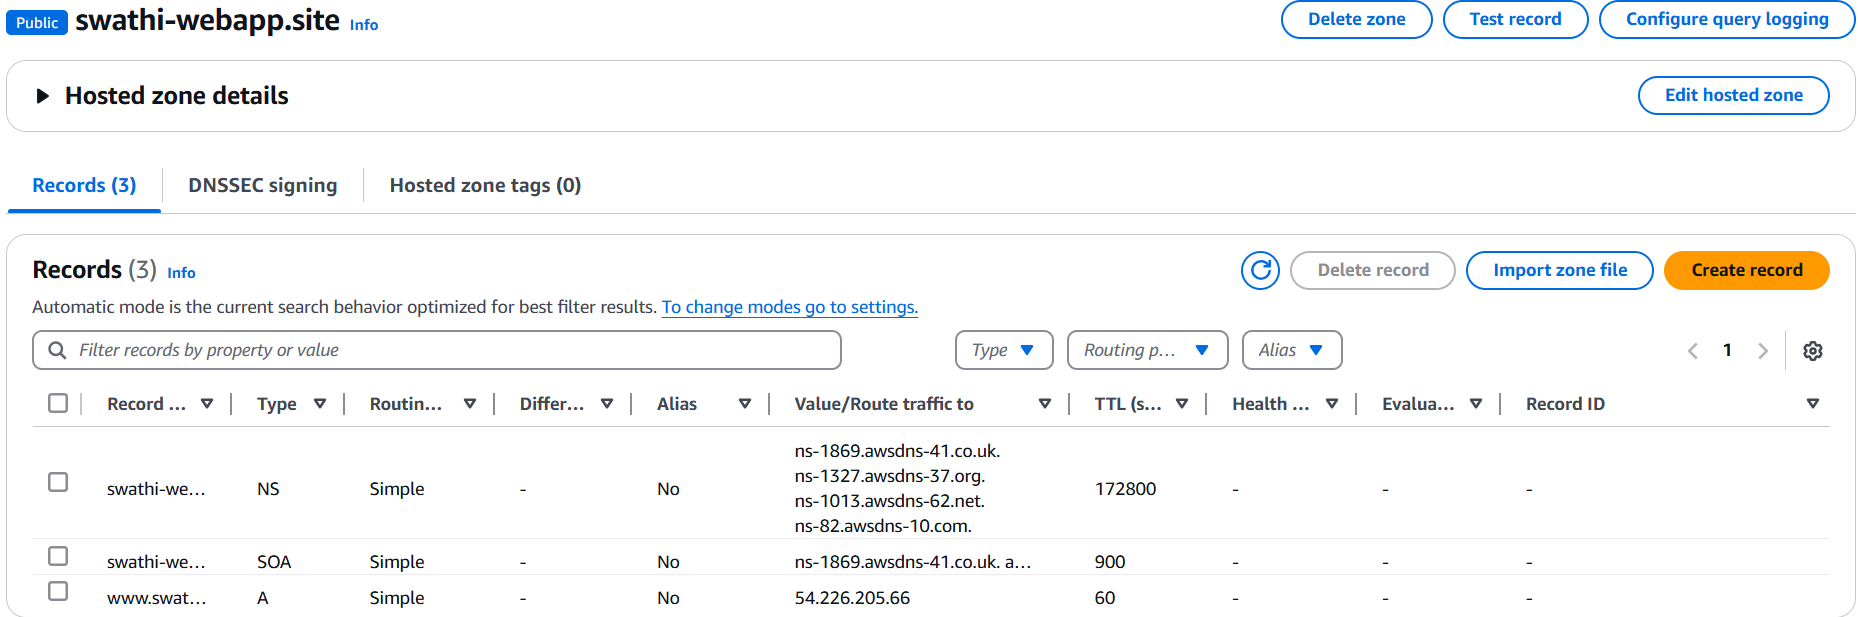 Public swathi-webapp.site Info Delete zone Test record Configure query logging
Hosted zone details Edit hosted zone
Records (3) DNSSEC signing Hosted zone tags (0)
Records (3) Info Delete record Import zone file Create record
Automatic mode is the current search behavior optimized for best filter results. To change modes go to settings.
Filter records by property or value Type Routing p... Alias 1
Record ... Type Routin... Differ... Alias Value/Route traffic to TTL (s... Health ... Evalua... Record ID
ns-1869.awsdns-41.co.uk.
ns-1327.awsdns-37.org.
swathi-we... NS Simple - No 172800 - - -
ns-1013.awsdns-62.net.
ns-82.awsdns-10.com.
swathi-we... SOA Simple - No ns-1869.awsdns-41.co.uk. a... 900 - - -
www.swat... A Simple - No 54.226.205.66 60 - - -